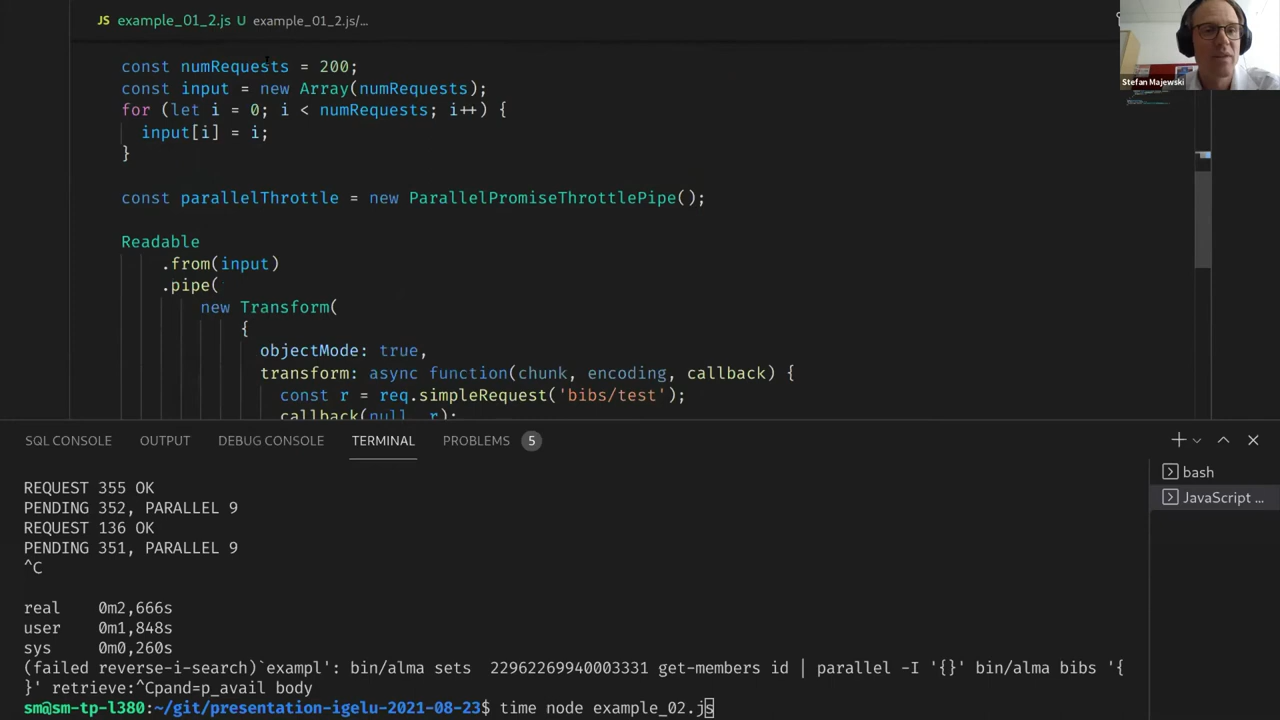 JS example_01_2.js U example_01_2.js/...
const numRequests = 200;
const input = new Array(numRequests);
for (let i = 0; i < numRequests; i++) {
input[i] = i;
}
const parallelThrottle = new ParallelPromiseThrottlePipe();
Readable
.from(input)
.pipe(
new Transform(
{
objectMode: true,
transform: async function(chunk, encoding, callback) {
const r = req.simpleRequest('bibs/test');
callback(null, r);
Stefan Majewski
SQL CONSOLE OUTPUT DEBUG CONSOLE TERMINAL PROBLEMS 5
bash
JavaScript ...
REQUEST 355 OK
PENDING 352, PARALLEL 9
REQUEST 136 OK
PENDING 351, PARALLEL 9
^C
real 0m2,666s
user 0m1,848s
sys 0m0,260s
(failed reverse-i-search)`exampl': bin/alma sets 22962269940003331 get-members id | parallel -I '{}' bin/alma bibs '{
}' retrieve:^Cpand=p_avail body
sm@sm-tp-l380:~/git/presentation-igelu-2021-08-23$ time node example_02.js